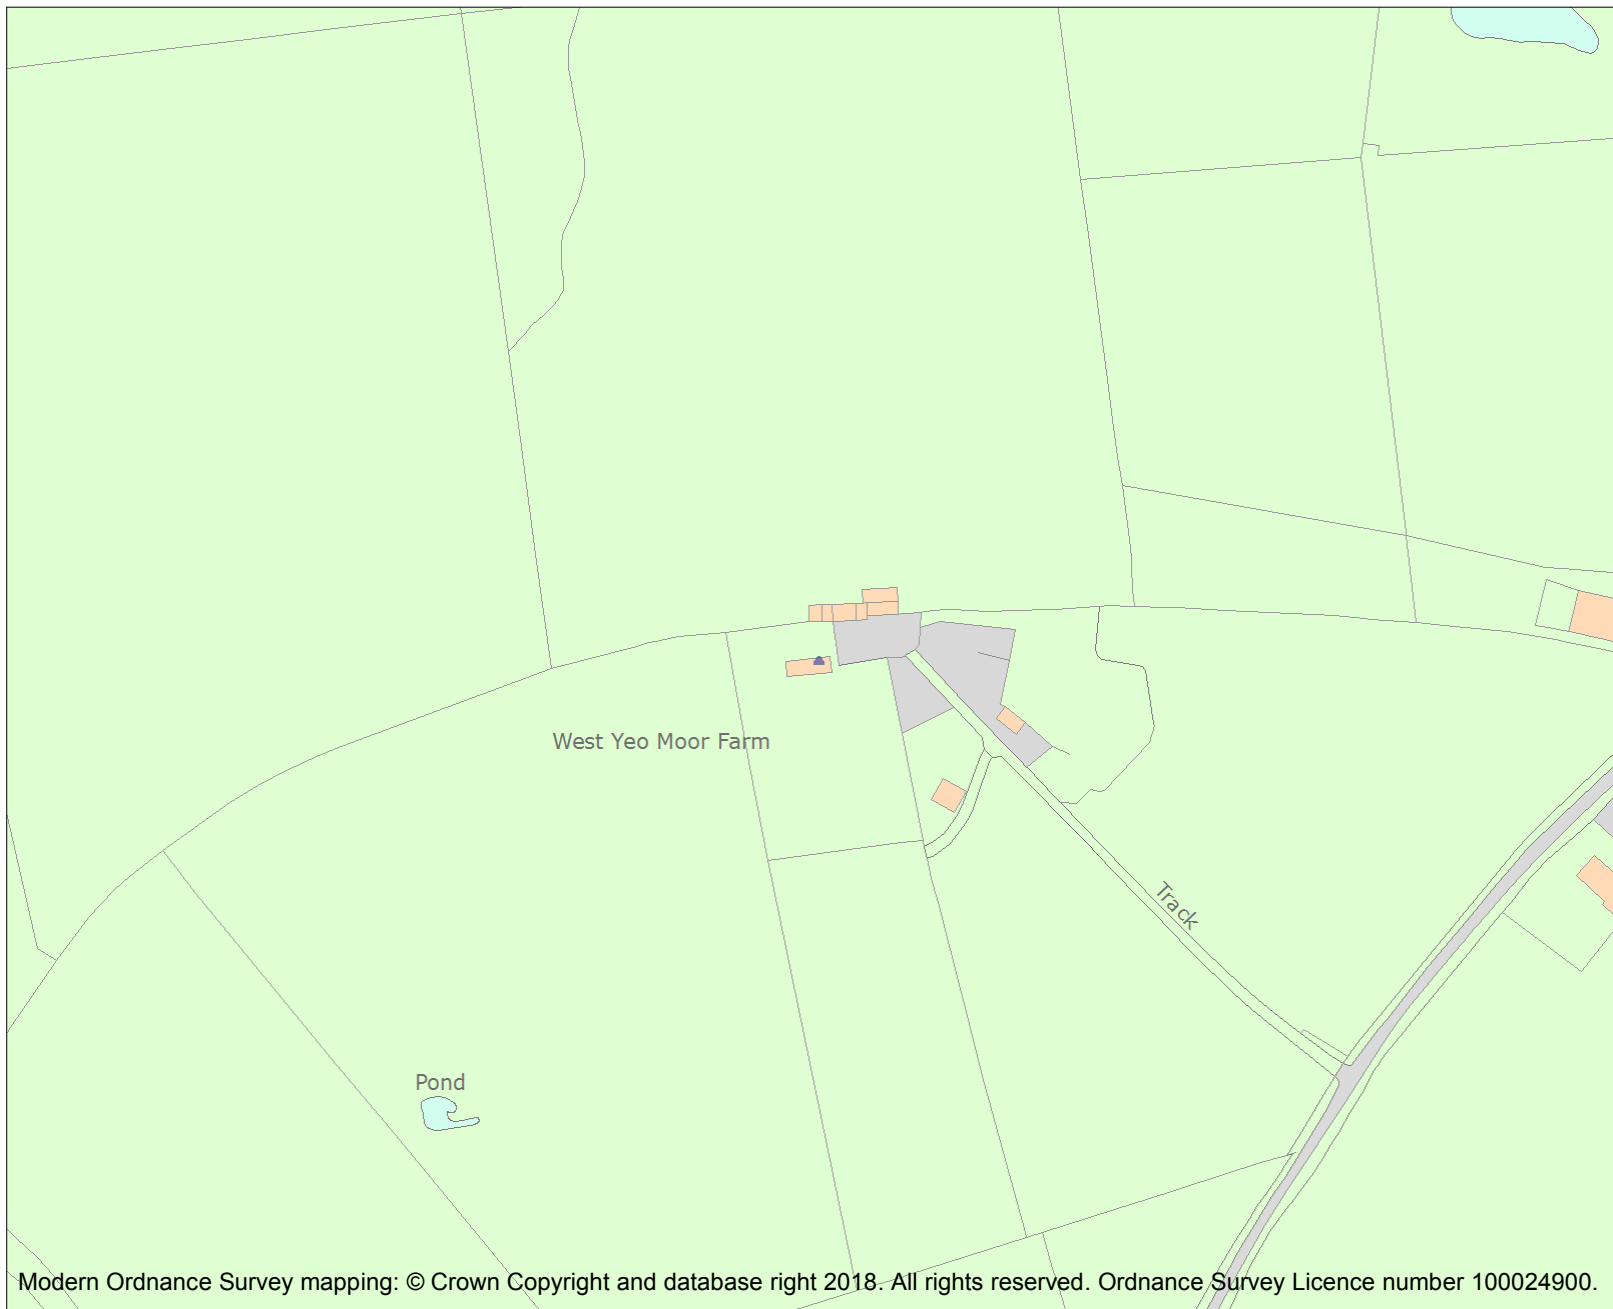 West Yeo Moor Farm
Track
Pond
Modern Ordnance Survey mapping: © Crown Copyright and database right 2018. All rights reserved. Ordnance Survey Licence number 100024900.